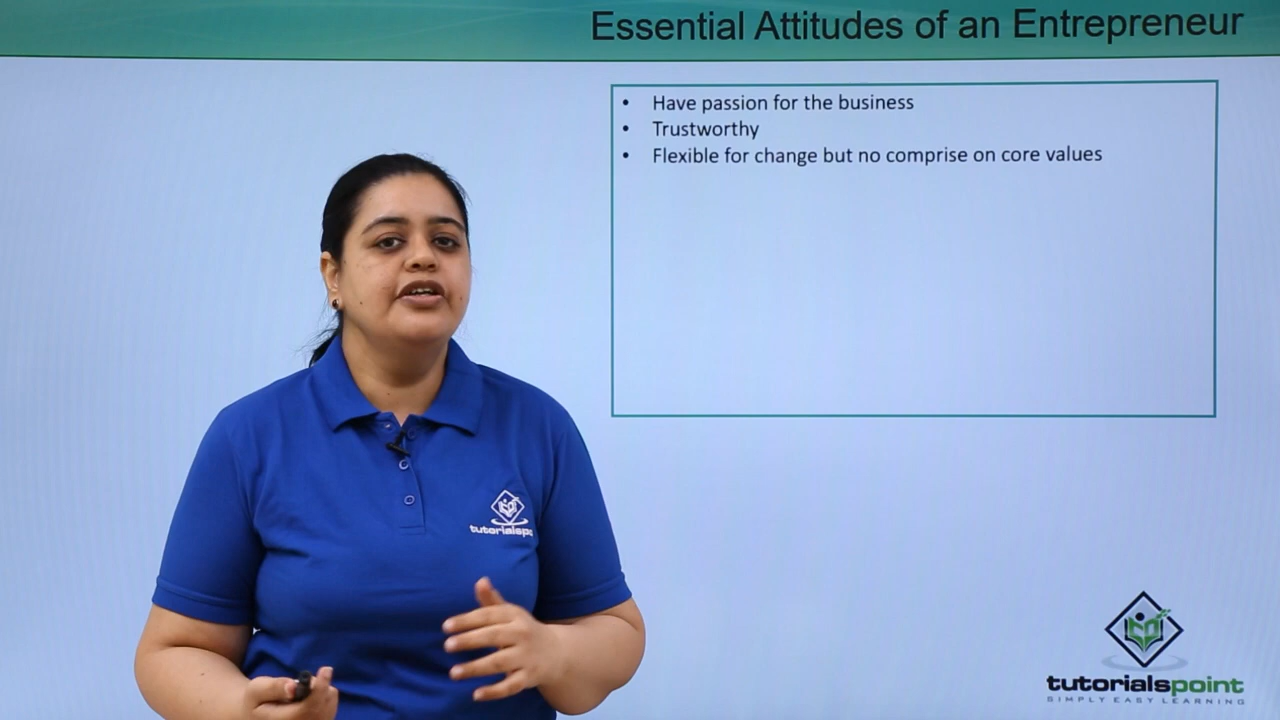 Essential Attitudes of an Entrepreneur
• Have passion for the business
• Trustworthy
• Flexible for change but no comprise on core values
tutorialspo
tutorialspoint
SIMPLY EASY LEARNING